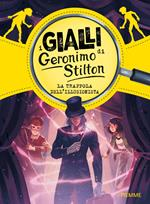 i GIALLI
di
Geronimo
Stilton
LA TRAPPOLA
DELL'ILLUSIONISTA
PIEMME